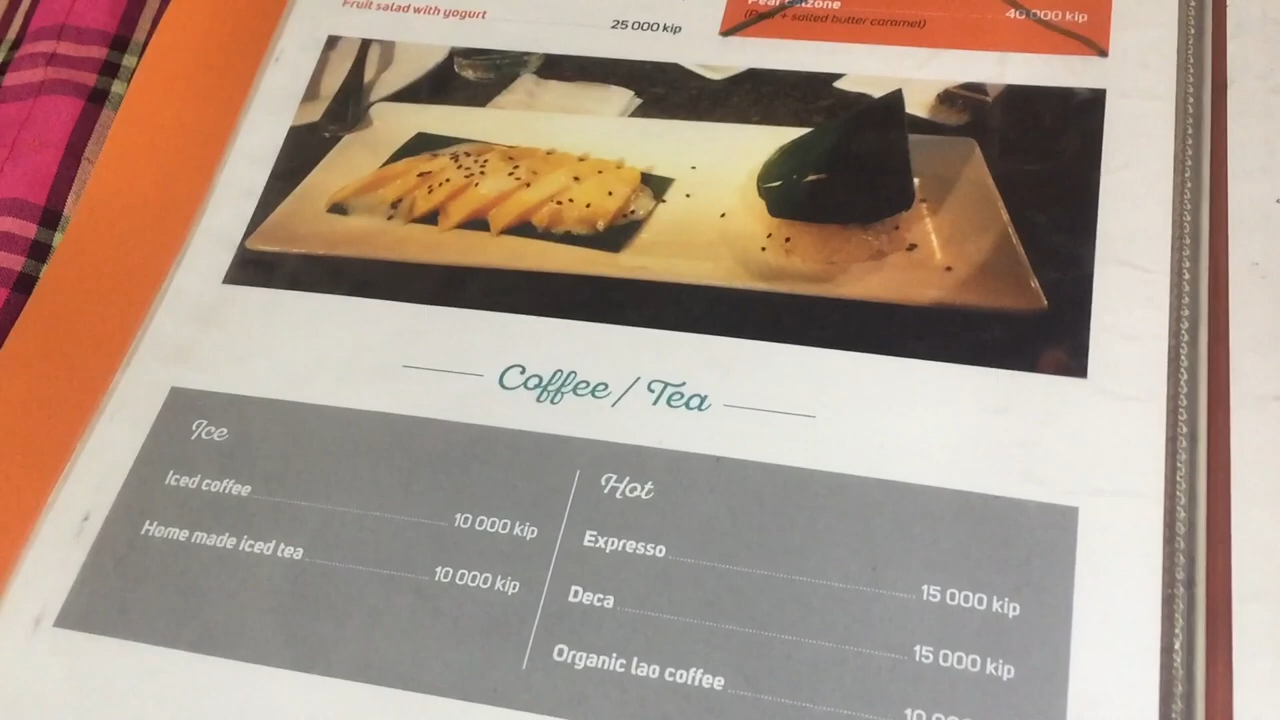 Fruit salad with yogurt
25 000 kip
Pear calzone
(Pear + salted butter caramel)
40 000 kip
Coffee / Tea
Ice
Iced coffee 10 000 kip
Home made iced tea 10 000 kip
Hot
Expresso 15 000 kip
Deca 15 000 kip
Organic lao coffee